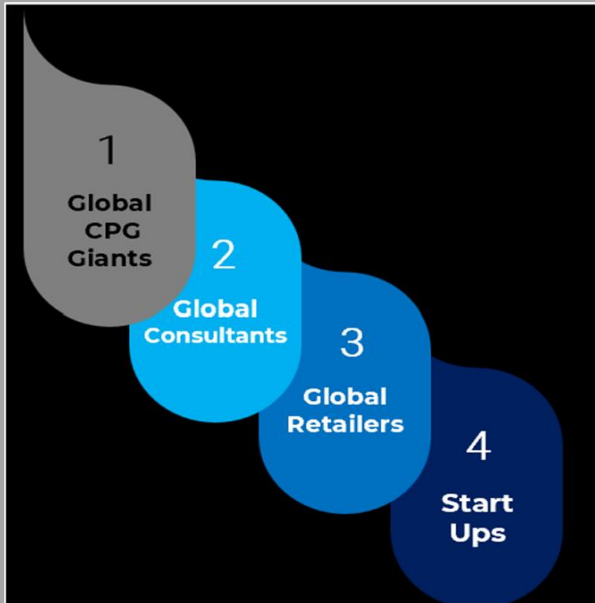 1
Global
CPG
Giants
2
Global
Consultants
3
Global
Retailers
4
Start
Ups